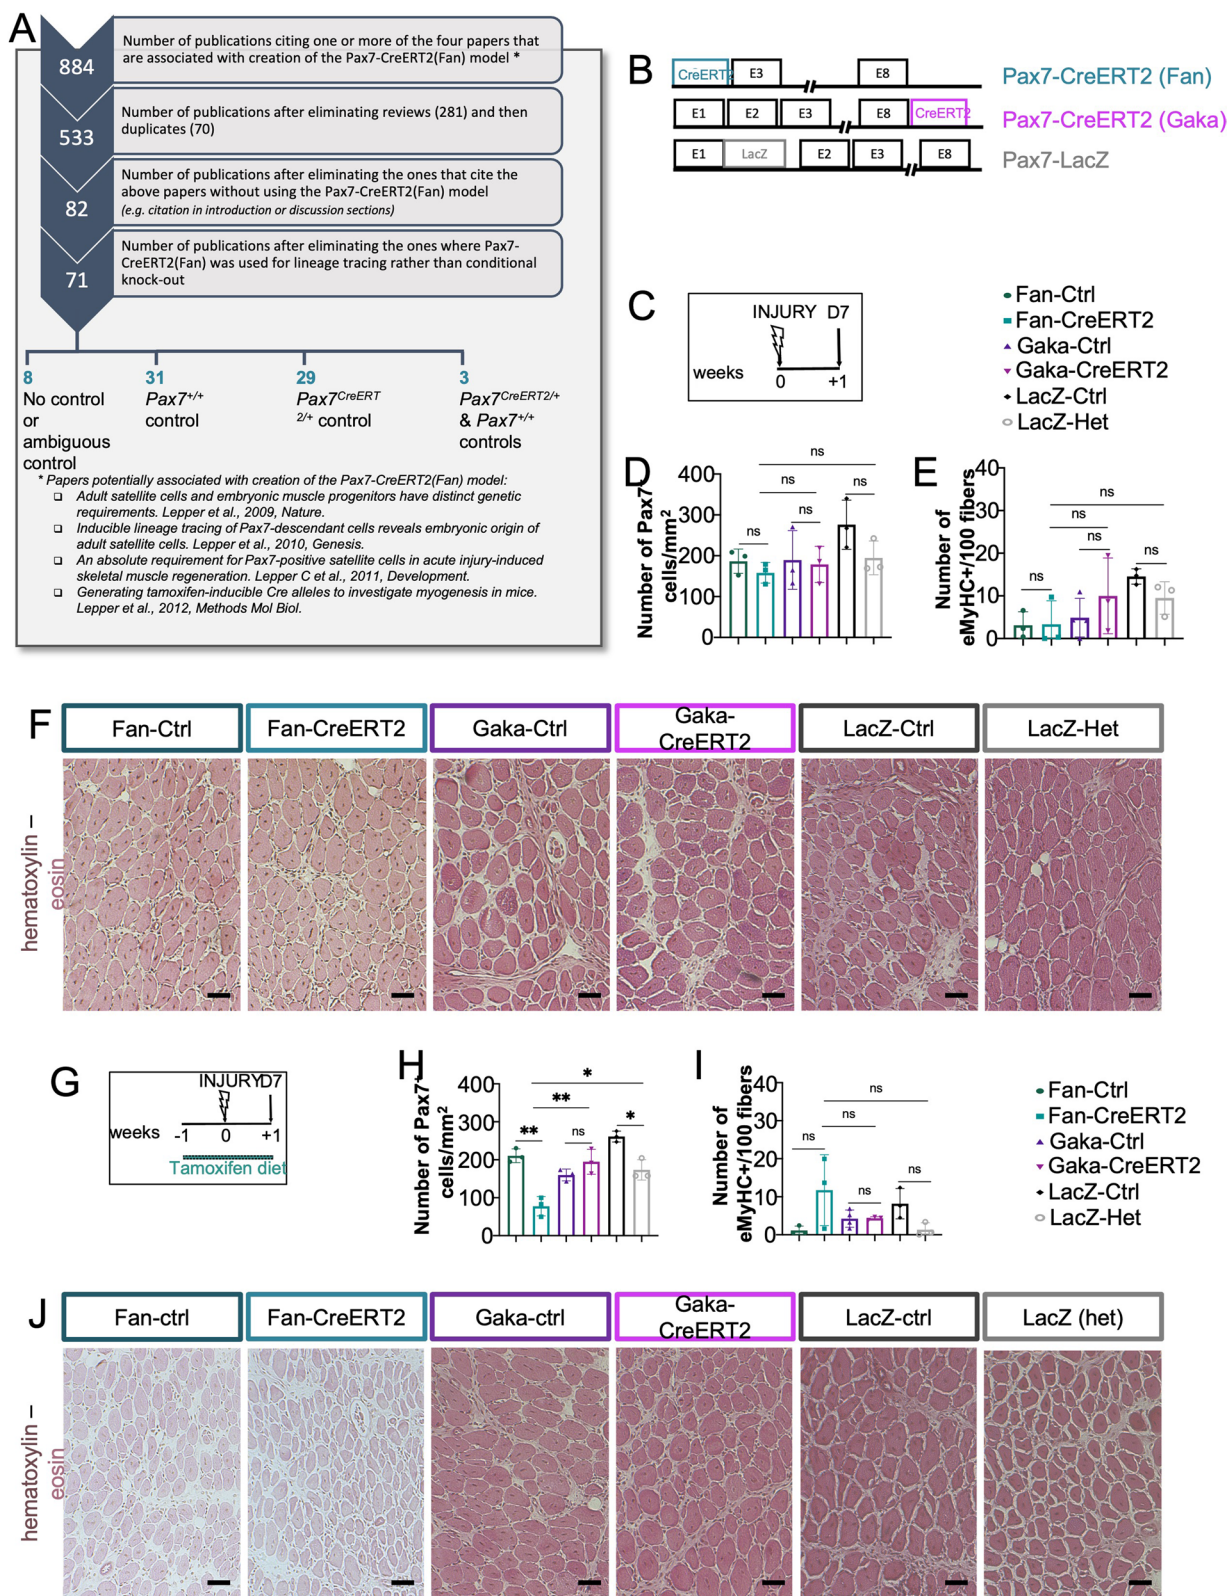 A
884
Number of publications citing one or more of the four papers that
are associated with creation of the Pax7-CreERT2(Fan) model *
533
Number of publications after eliminating reviews (281) and then
duplicates (70)
82
Number of publications after eliminating the ones that cite the
above papers without using the Pax7-CreERT2(Fan) model
(e.g. citation in introduction or discussion sections)
71
Number of publications after eliminating the ones where Pax7-
CreERT2(Fan) was used for lineage tracing rather than conditional
knock-out
8
No control
or
ambiguous
control
31
Pax7+/+
control
29
Pax7CreERT
2/+ control
3
Pax7CreERT2/+
& Pax7+/+
controls
* Papers potentially associated with creation of the Pax7-CreERT2(Fan) model:
❑ Adult satellite cells and embryonic muscle progenitors have distinct genetic
requirements. Lepper et al., 2009, Nature.
❑ Inducible lineage tracing of Pax7-descendant cells reveals embryonic origin of
adult satellite cells. Lepper et al., 2010, Genesis.
❑ An absolute requirement for Pax7-positive satellite cells in acute injury-induced
skeletal muscle regeneration. Lepper C et al., 2011, Development.
❑ Generating tamoxifen-inducible Cre alleles to investigate myogenesis in mice.
Lepper et al., 2012, Methods Mol Biol.
B
CreERT2 E3 E8 Pax7-CreERT2 (Fan)
E1 E2 E3 E8 CreERT2 Pax7-CreERT2 (Gaka)
E1 LacZ E2 E3 E8 Pax7-LacZ
C
INJURY D7
weeks
0 +1
Fan-Ctrl
Fan-CreERT2
Gaka-Ctrl
Gaka-CreERT2
LacZ-Ctrl
LacZ-Het
D
Number of Pax7+
cells/mm2
400
300
200
100
0
ns
ns
ns
ns
ns
E
Number of
eMyHC+/100 fibers
40
30
20
10
0
ns
ns
ns
ns
ns
F
Fan-Ctrl
Fan-CreERT2
Gaka-Ctrl
Gaka-
CreERT2
LacZ-Ctrl
LacZ-Het
hematoxylin –
eosin
G
INJURYD7
weeks
-1 0 +1
Tamoxifen diet
H
Number of Pax7+
cells/mm2
400
300
200
100
0
*
**
*
**
ns
I
Number of
eMyHC+/100 fibers
40
30
20
10
0
ns
ns
ns
ns
ns
Fan-Ctrl
Fan-CreERT2
Gaka-Ctrl
Gaka-CreERT2
LacZ-Ctrl
LacZ-Het
J
Fan-ctrl
Fan-CreERT2
Gaka-ctrl
Gaka-
CreERT2
LacZ-ctrl
LacZ (het)
hematoxylin –
eosin